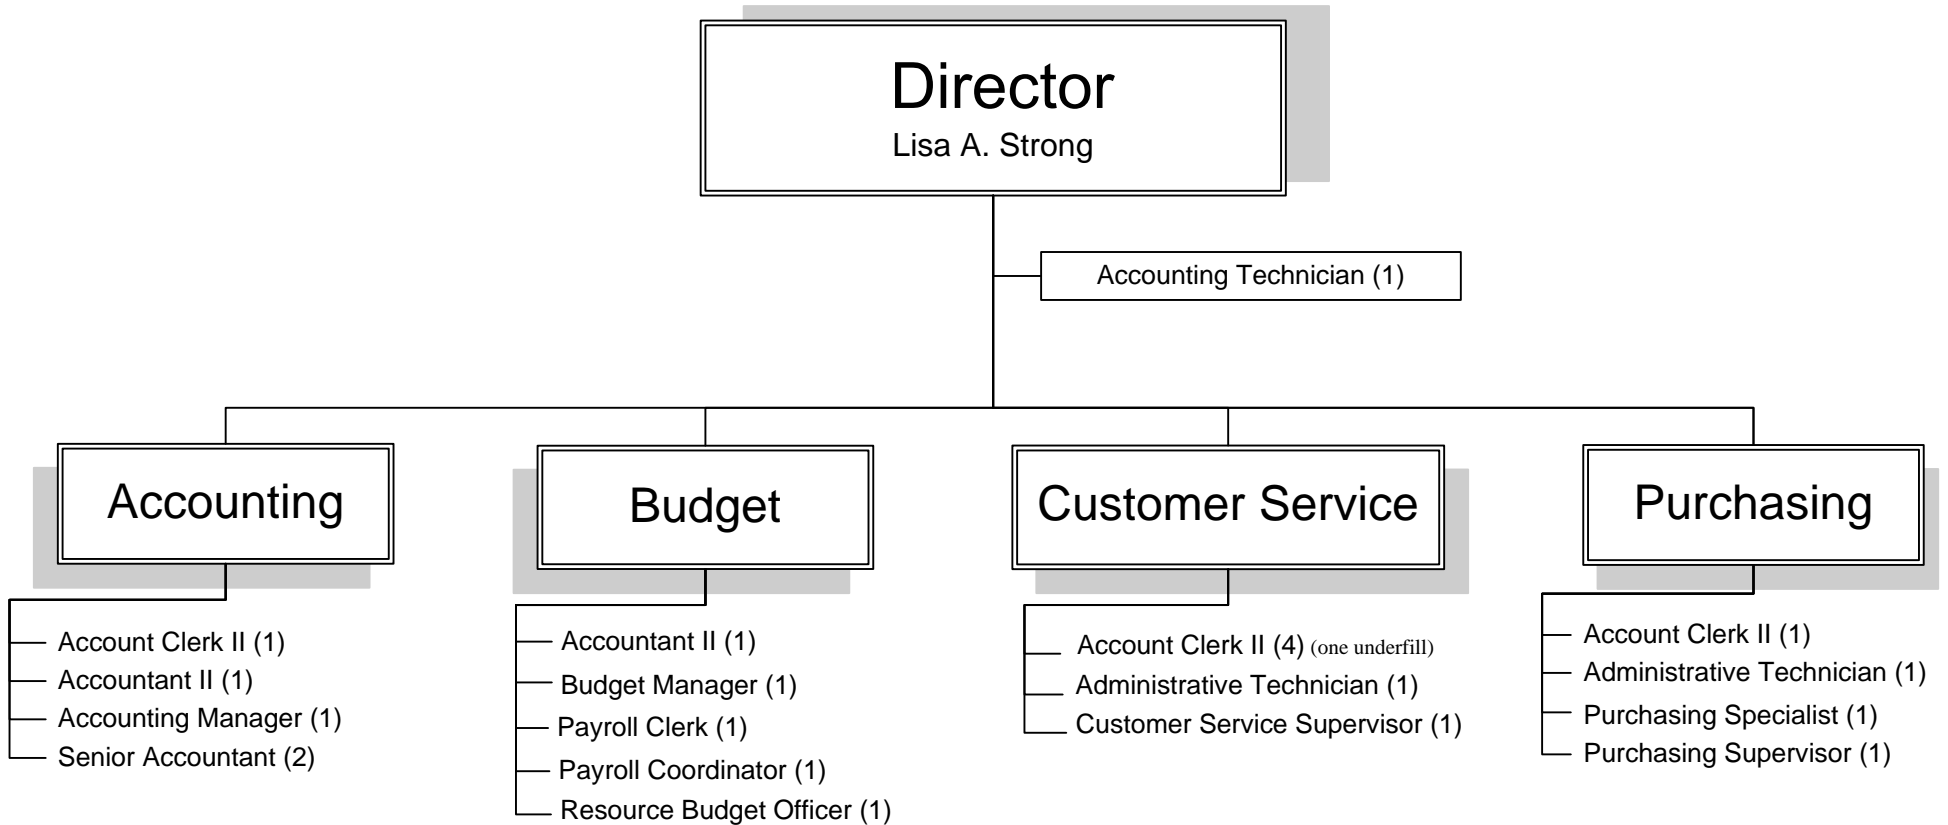 Director
Lisa A. Strong
Accounting Technician (1)
Accounting
Account Clerk II (1)
Accountant II (1)
Accounting Manager (1)
Senior Accountant (2)
Budget
Accountant II (1)
Budget Manager (1)
Payroll Clerk (1)
Payroll Coordinator (1)
Resource Budget Officer (1)
Customer Service
Account Clerk II (4) (one underfill)
Administrative Technician (1)
Customer Service Supervisor (1)
Purchasing
Account Clerk II (1)
Administrative Technician (1)
Purchasing Specialist (1)
Purchasing Supervisor (1)